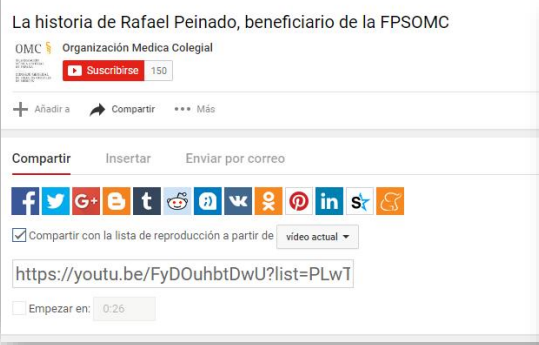 La historia de Rafael Peinado, beneficiario de la FPSOMC
OMC
Organización Medica Colegial
Suscribirse 150
Añadir a Compartir Más
Compartir Insertar Enviar por correo
Compartir con la lista de reproducción a partir de vídeo actual
https://youtu.be/FyDOuhbtDwU?list=PLwT
Empezar en: 0:26